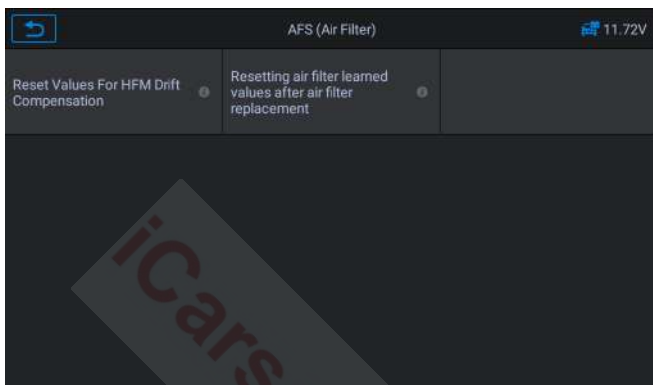 AFS (Air Filter)
11.72V
Reset Values For HFM Drift
Compensation
Resetting air filter learned
values after air filter
replacement
iCars